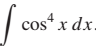 ∫ cos⁴ x dx.